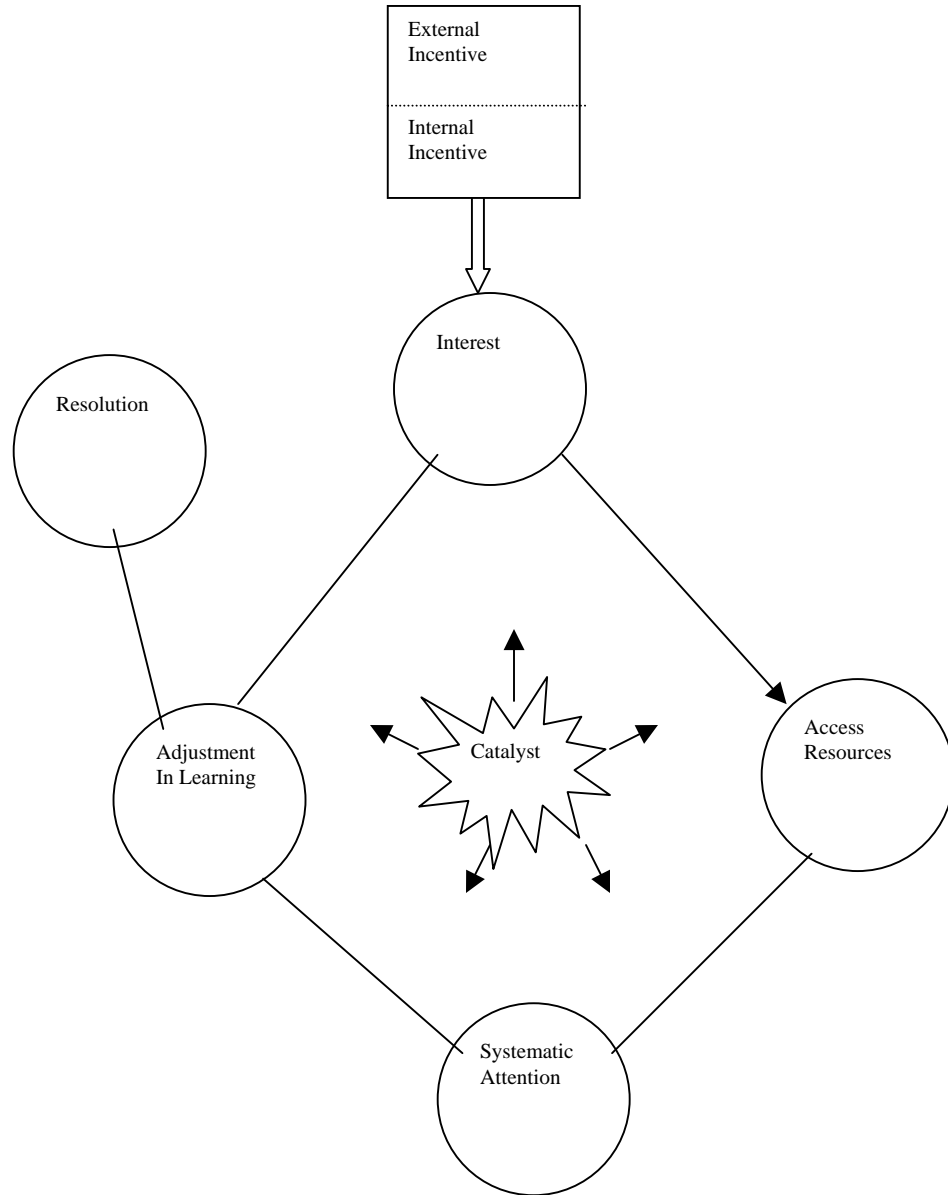 External
Incentive
Internal
Incentive
Interest
Resolution
Access
Resources
Adjustment
In Learning
Catalyst
Systematic
Attention